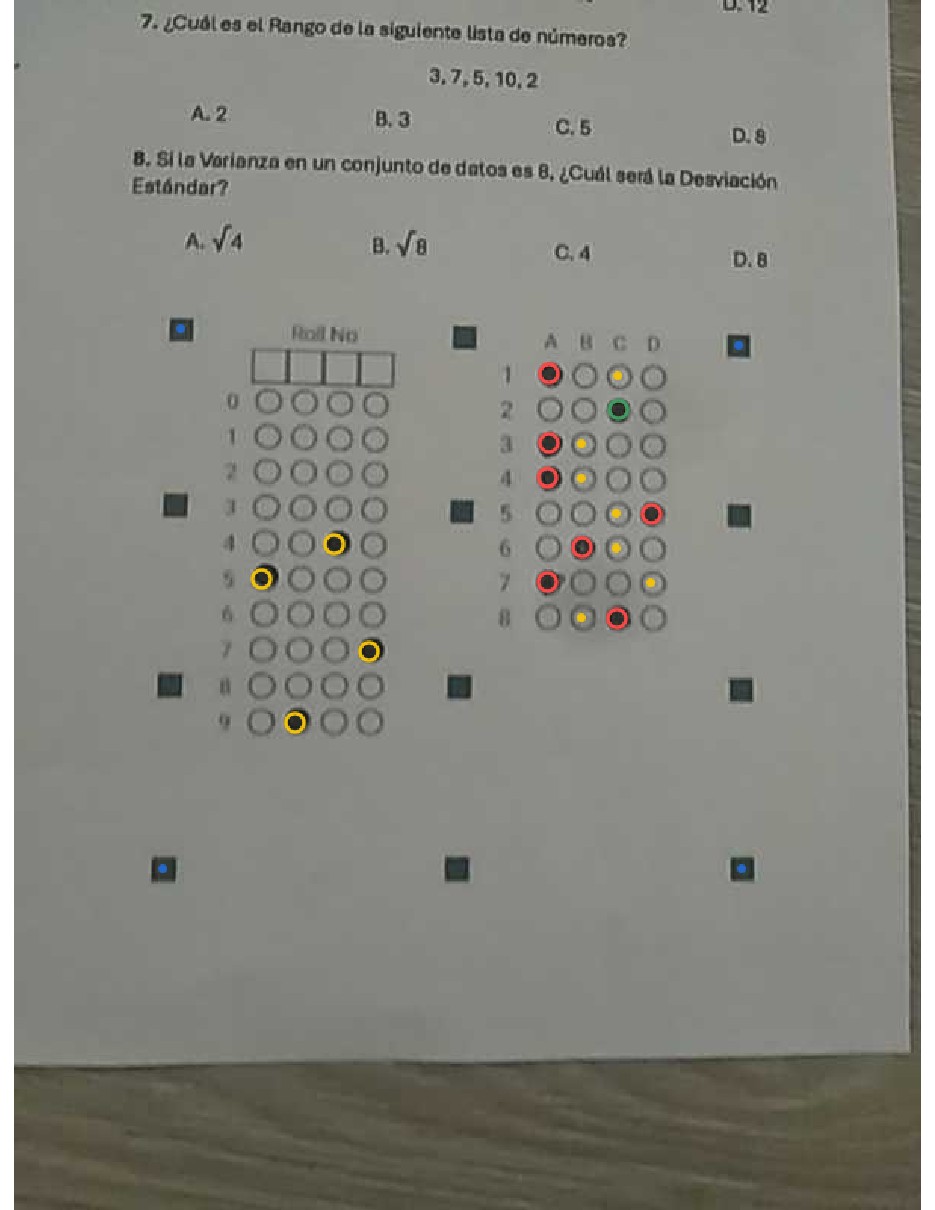 D. 12
7. ¿Cuál es el Rango de la siguiente lista de números?
3, 7, 5, 10, 2
A. 2 B. 3 C. 5 D. 8
8. Si la Varianza en un conjunto de datos es 8, ¿Cuál será la Desviación
Estándar?
A. √4 B. √8 C. 4 D. 8
Roll No
0
1
2
3
4
5
6
7
8
9
A B C D
1
2
3
4
5
6
7
8